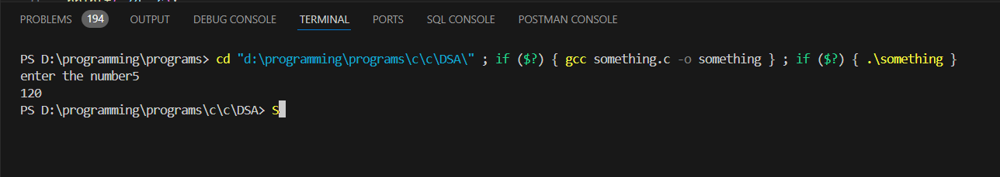 PROBLEMS 194 OUTPUT DEBUG CONSOLE TERMINAL PORTS SQL CONSOLE POSTMAN CONSOLE
PS D:\programming\programs> cd "d:\programming\programs\c\c\DSA\" ; if ($?) { gcc something.c -o something } ; if ($?) { .\something }
enter the number5
120
PS D:\programming\programs\c\c\DSA> S